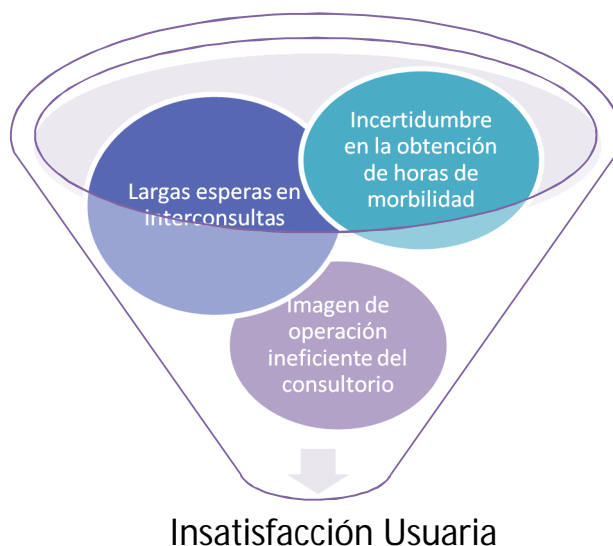 Incertidumbre
en la obtención
de horas de
morbilidad
Largas esperas en
interconsultas
Imagen de
operación
ineficiente del
consultorio
Insatisfacción Usuaria